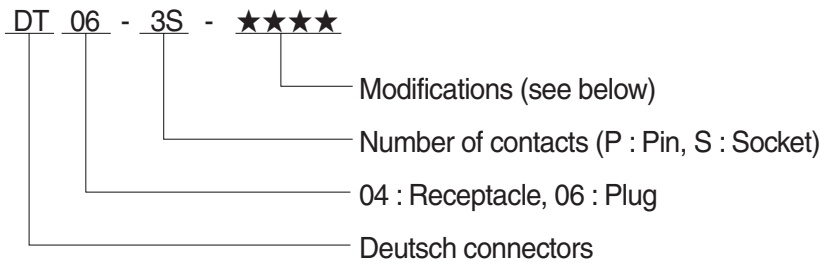 DT 06 - 3S - ★★★★
Modifications (see below)
Number of contacts (P : Pin, S : Socket)
04 : Receptacle, 06 : Plug
Deutsch connectors